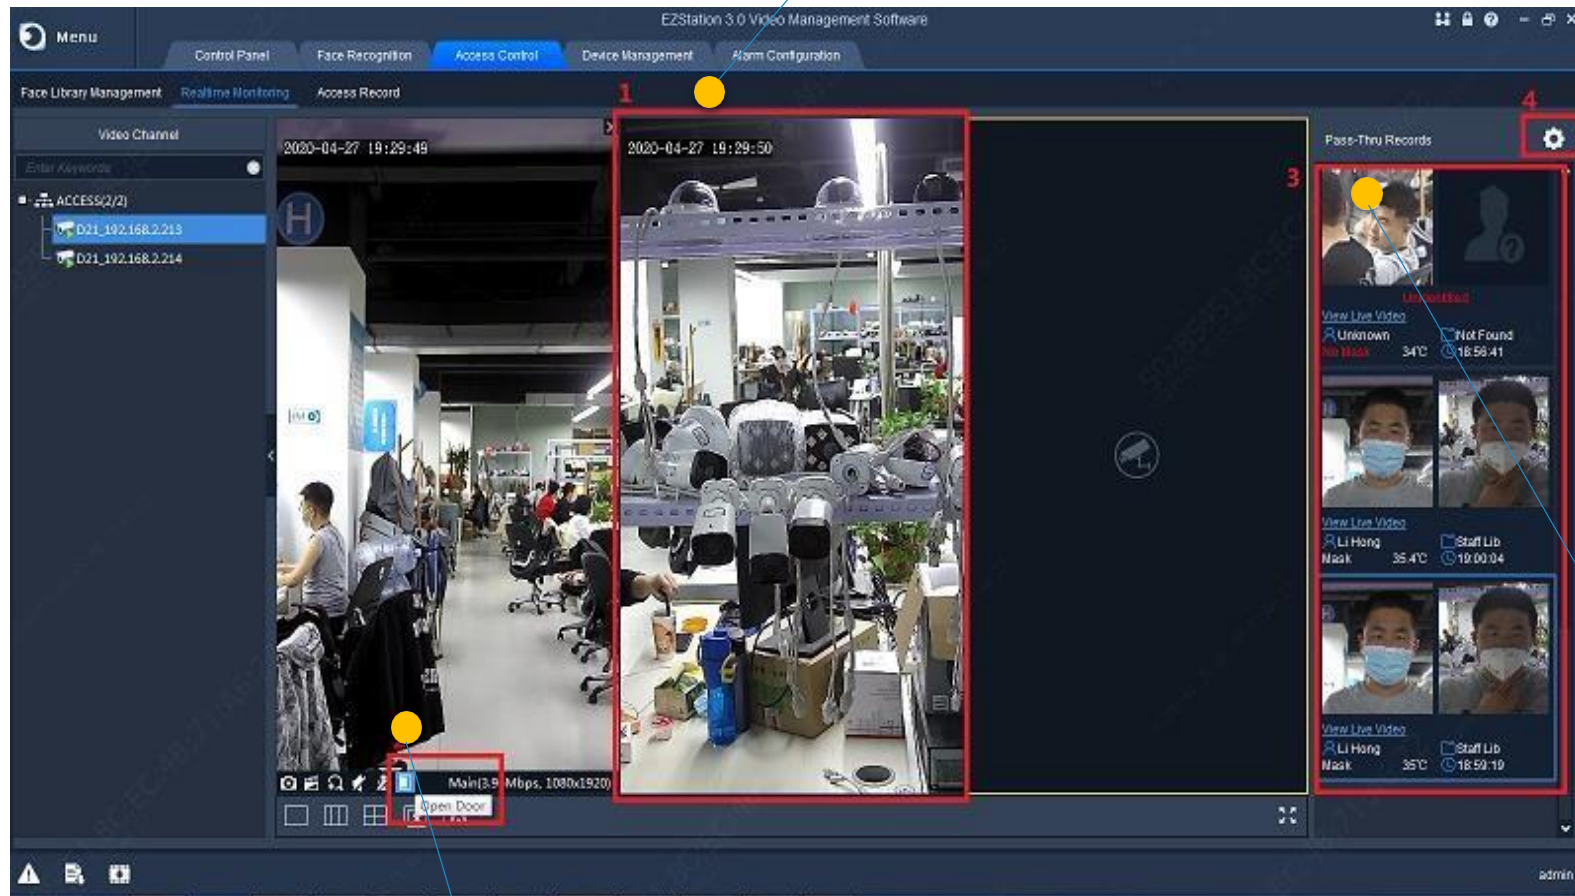 EZStation 3.0 Video Management Software
Menu
Control Panel
Face Recognition
Access Control
Device Management
Alarm Configuration
Face Library Management
Realtime Monitoring
Access Record
1
4
Video Channel
Enter Keywords
ACCESS(2/2)
D21_192.168.2.213
D21_192.168.2.214
2020-04-27 19:29:49
H
2020-04-27 19:29:50
Main(3.9 Mbps, 1080x1920)
Open Door
Pass-Thru Records
3
View Live Video
Unknown
Not Found
No Mask
34℃
18:56:41
View Live Video
Li Hong
Staff Lib
Mask
35.4℃
19:00:04
View Live Video
Li Hong
Staff Lib
Mask
35℃
18:59:19
admin